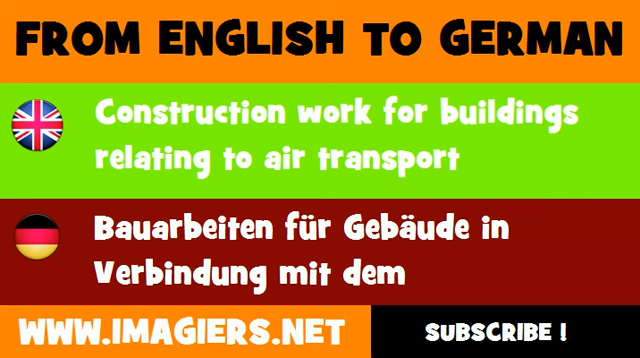 FROM ENGLISH TO GERMAN
Construction work for buildings
relating to air transport
Bauarbeiten für Gebäude in
Verbindung mit dem
WWW.IMAGIERS.NET
SUBSCRIBE !